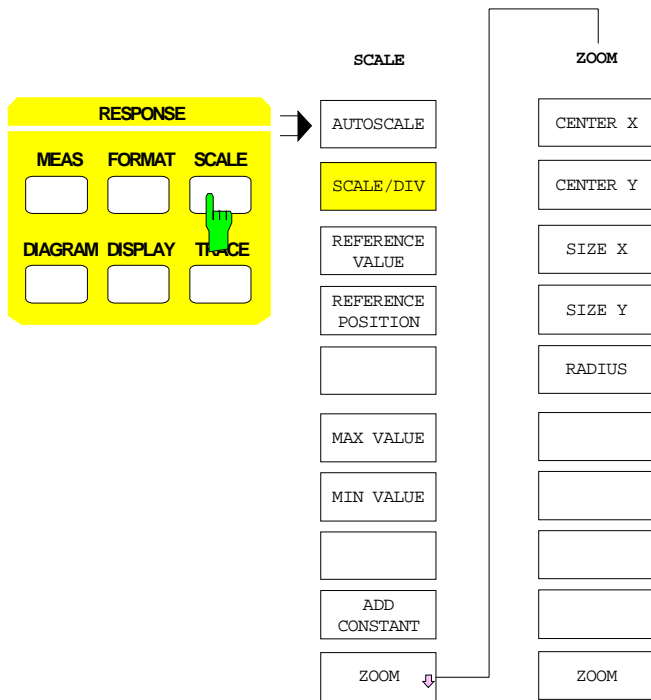 RESPONSE
MEAS FORMAT SCALE
DIAGRAM DISPLAY TRACE
SCALE
AUTOSCALE
SCALE/DIV
REFERENCE
VALUE
REFERENCE
POSITION
MAX VALUE
MIN VALUE
ADD
CONSTANT
ZOOM
ZOOM
CENTER X
CENTER Y
SIZE X
SIZE Y
RADIUS
ZOOM